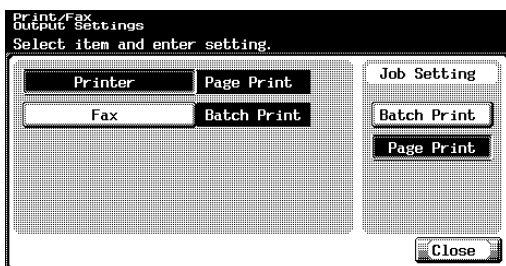 Print/Fax
Output Settings
Select item and enter setting.
Printer Page Print
Fax Batch Print
Job Setting
Batch Print
Page Print
Close